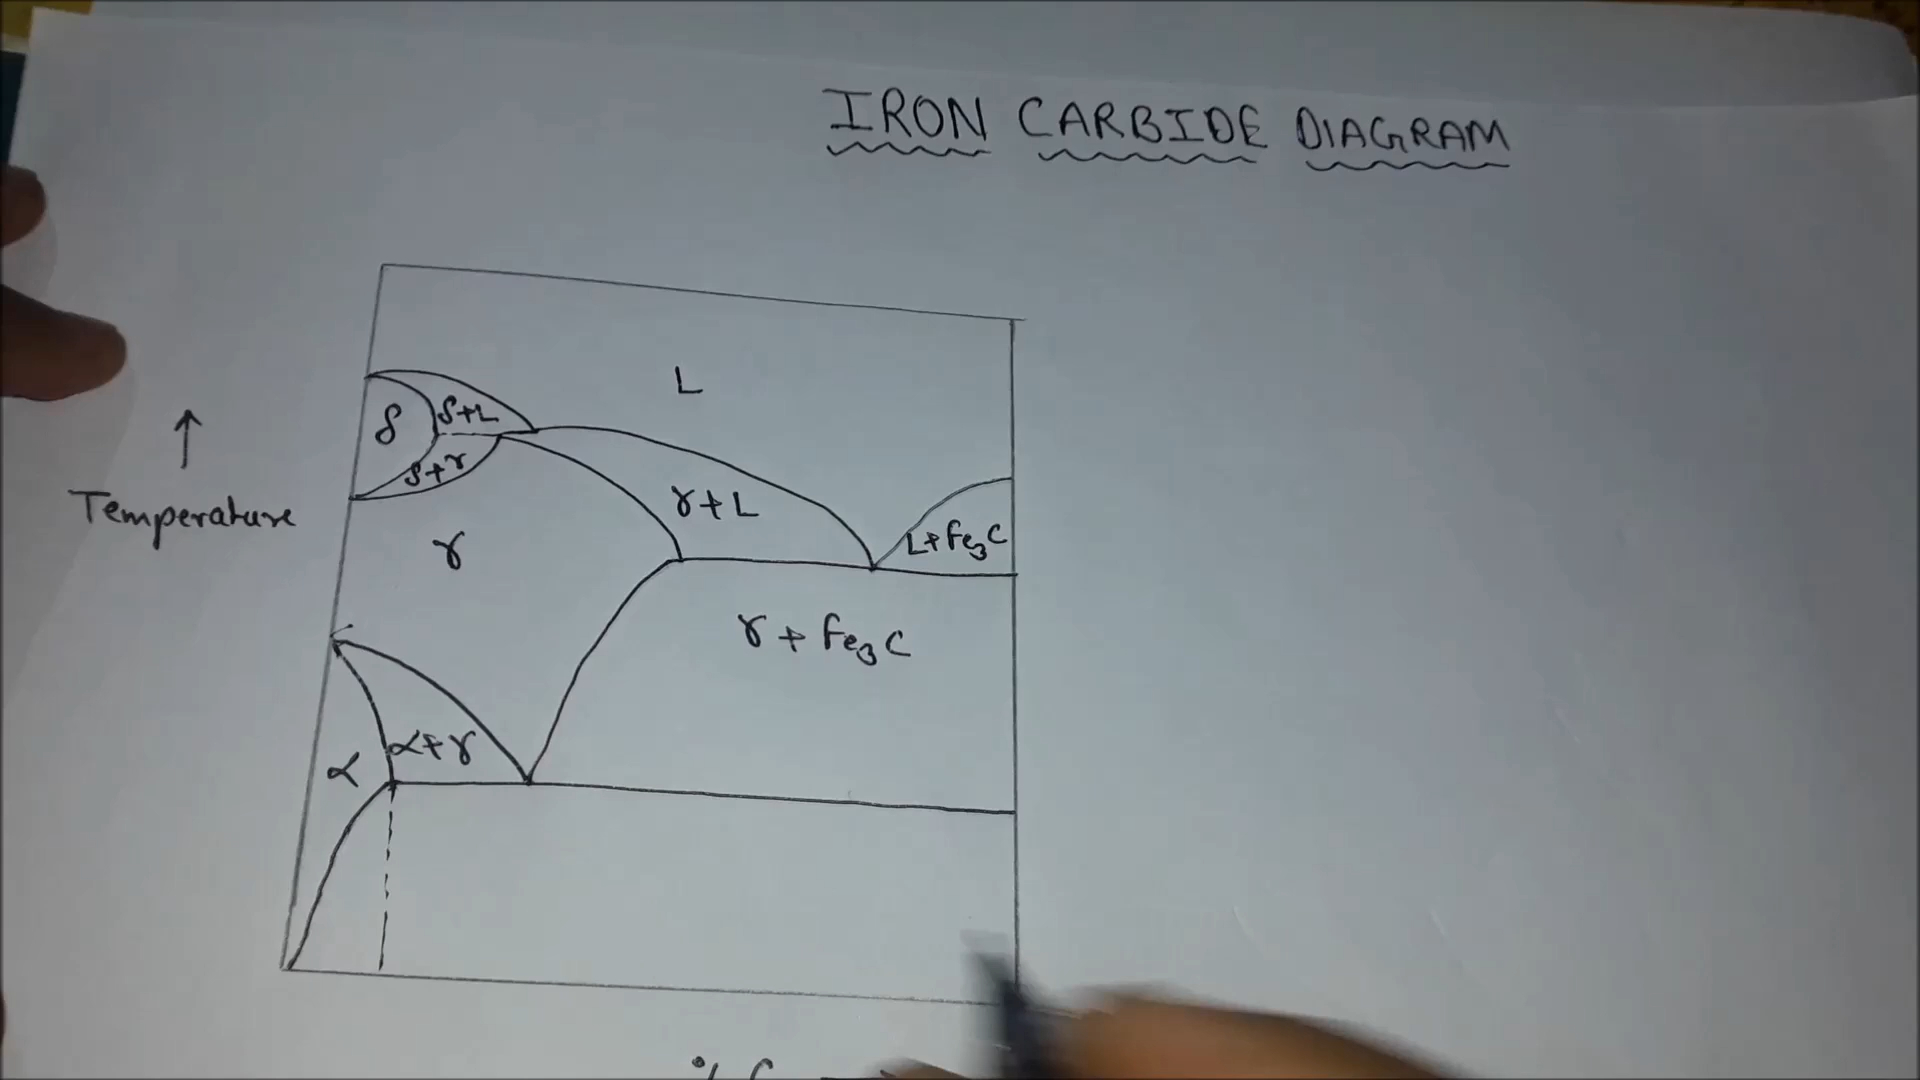 IRON CARBIDE DIAGRAM
L
δ
δ+L
δ+γ
↑
Temperature
γ+L
L+Fe₃C
γ
γ + Fe₃C
α+γ
α
% C →